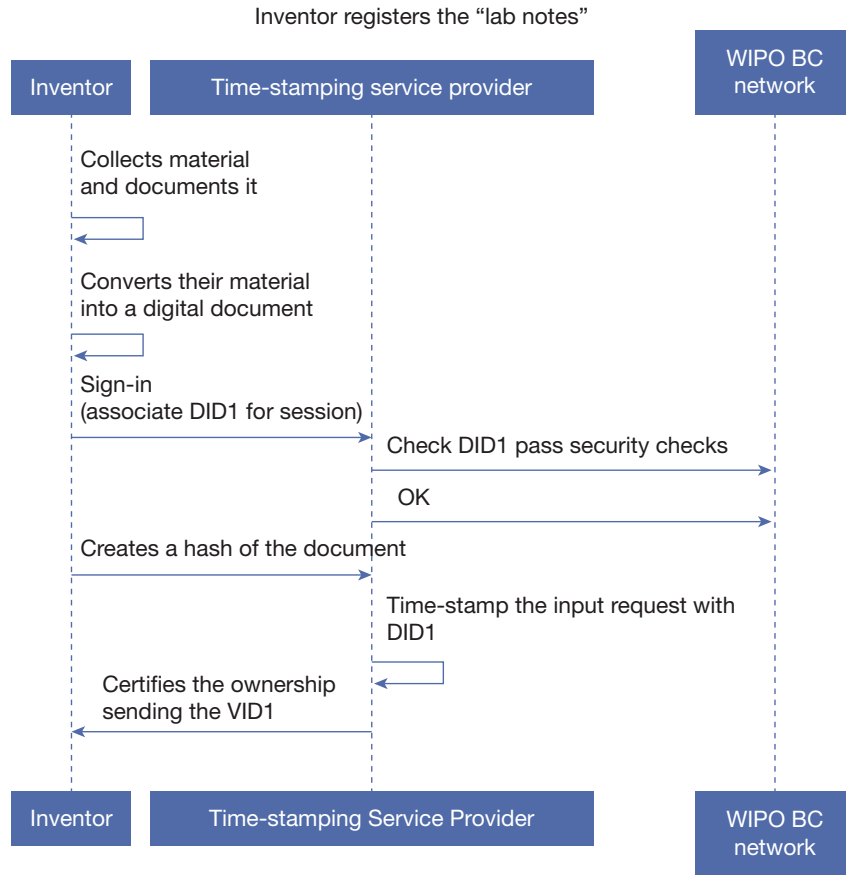 Inventor registers the “lab notes”
Inventor
Time-stamping service provider
WIPO BC
network
Collects material
and documents it
Converts their material
into a digital document
Sign-in
(associate DID1 for session)
Check DID1 pass security checks
OK
Creates a hash of the document
Time-stamp the input request with
DID1
Certifies the ownership
sending the VID1
Inventor
Time-stamping Service Provider
WIPO BC
network